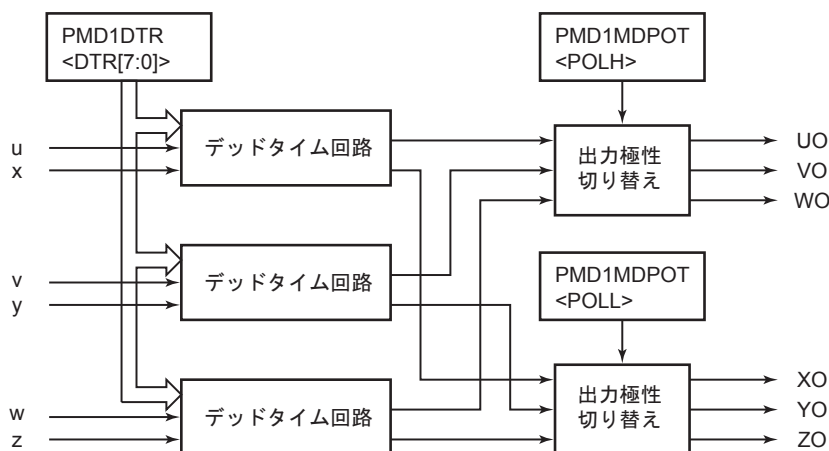 PMD1DTR
<DTR[7:0]>
PMD1MDPOT
<POLH>
u
x
デッドタイム回路
出力極性
切り替え
UO
VO
WO
v
y
デッドタイム回路
PMD1MDPOT
<POLL>
w
z
デッドタイム回路
出力極性
切り替え
XO
YO
ZO